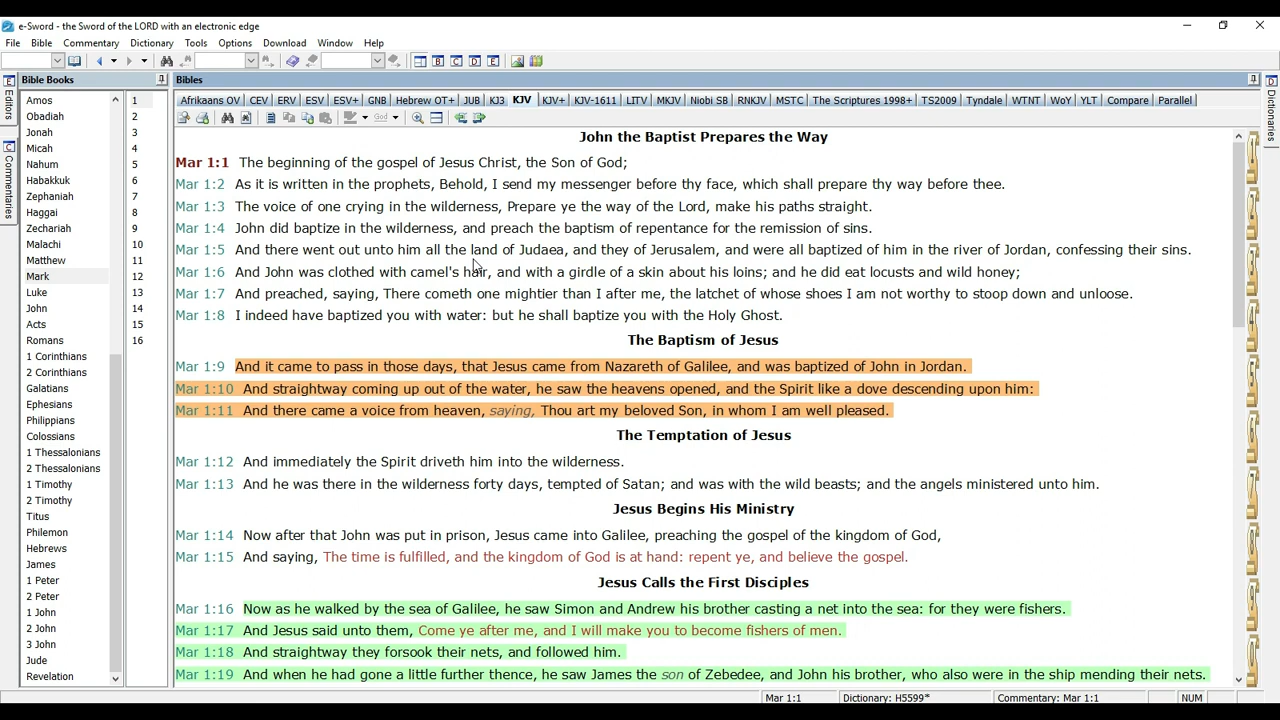 e-Sword - the Sword of the LORD with an electronic edge
File Bible Commentary Dictionary Tools Options Download Window Help
B C D E
Bible Books
Bibles
Editors
Commentaries
Dictionaries
Amos
Obadiah
Jonah
Micah
Nahum
Habakkuk
Zephaniah
Haggai
Zechariah
Malachi
Matthew
Mark
Luke
John
Acts
Romans
1 Corinthians
2 Corinthians
Galatians
Ephesians
Philippians
Colossians
1 Thessalonians
2 Thessalonians
1 Timothy
2 Timothy
Titus
Philemon
Hebrews
James
1 Peter
2 Peter
1 John
2 John
3 John
Jude
Revelation
1
2
3
4
5
6
7
8
9
10
11
12
13
14
15
16
Afrikaans OV CEV ERV ESV ESV+ GNB Hebrew OT+ JUB KJ3 KJV KJV+ KJV-1611 LITV MKJV Niobi SB RNKJV MSTC The Scriptures 1998+ TS2009 Tyndale WTNT WoY YLT Compare Parallel
God
John the Baptist Prepares the Way
Mar 1:1 The beginning of the gospel of Jesus Christ, the Son of God;
Mar 1:2 As it is written in the prophets, Behold, I send my messenger before thy face, which shall prepare thy way before thee.
Mar 1:3 The voice of one crying in the wilderness, Prepare ye the way of the Lord, make his paths straight.
Mar 1:4 John did baptize in the wilderness, and preach the baptism of repentance for the remission of sins.
Mar 1:5 And there went out unto him all the land of Judaea, and they of Jerusalem, and were all baptized of him in the river of Jordan, confessing their sins.
Mar 1:6 And John was clothed with camel's hair, and with a girdle of a skin about his loins; and he did eat locusts and wild honey;
Mar 1:7 And preached, saying, There cometh one mightier than I after me, the latchet of whose shoes I am not worthy to stoop down and unloose.
Mar 1:8 I indeed have baptized you with water: but he shall baptize you with the Holy Ghost.
The Baptism of Jesus
Mar 1:9 And it came to pass in those days, that Jesus came from Nazareth of Galilee, and was baptized of John in Jordan.
Mar 1:10 And straightway coming up out of the water, he saw the heavens opened, and the Spirit like a dove descending upon him:
Mar 1:11 And there came a voice from heaven, saying, Thou art my beloved Son, in whom I am well pleased.
The Temptation of Jesus
Mar 1:12 And immediately the Spirit driveth him into the wilderness.
Mar 1:13 And he was there in the wilderness forty days, tempted of Satan; and was with the wild beasts; and the angels ministered unto him.
Jesus Begins His Ministry
Mar 1:14 Now after that John was put in prison, Jesus came into Galilee, preaching the gospel of the kingdom of God,
Mar 1:15 And saying, The time is fulfilled, and the kingdom of God is at hand: repent ye, and believe the gospel.
Jesus Calls the First Disciples
Mar 1:16 Now as he walked by the sea of Galilee, he saw Simon and Andrew his brother casting a net into the sea: for they were fishers.
Mar 1:17 And Jesus said unto them, Come ye after me, and I will make you to become fishers of men.
Mar 1:18 And straightway they forsook their nets, and followed him.
Mar 1:19 And when he had gone a little further thence, he saw James the son of Zebedee, and John his brother, who also were in the ship mending their nets.
Mar 1:1 Dictionary: H5599* Commentary: Mar 1:1 NUM